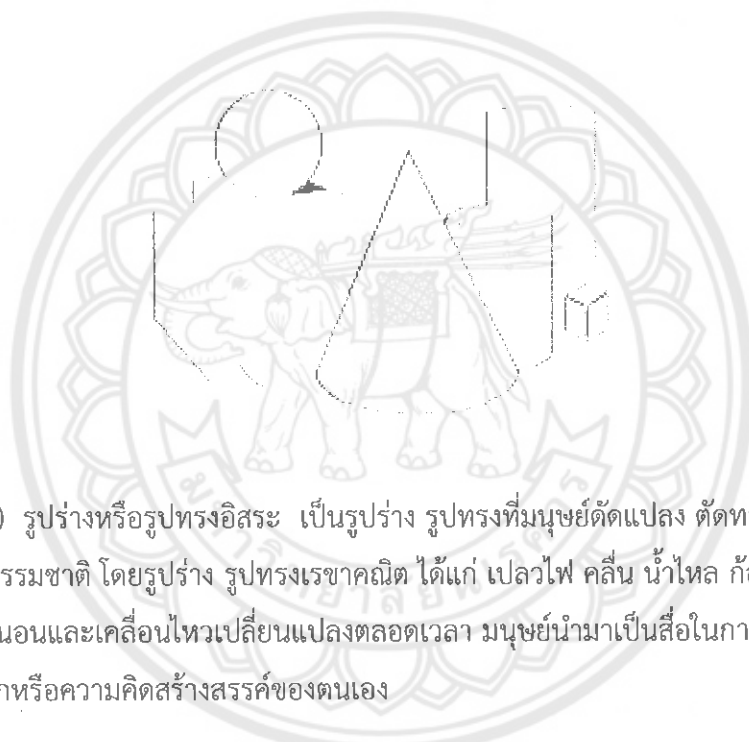 ) รูปร่างหรือรูปทรงอิสระ เป็นรูปร่าง รูปทรงที่มนุษย์ดัดแปลง ตัดท
ธรรมชาติ โดยรูปร่าง รูปทรงเรขาคณิต ได้แก่ เปลวไฟ คลื่น น้ำไหล
นอนและเคลื่อนไหวเปลี่ยนแปลงตลอดเวลา มนุษย์นำมาเป็นสื่อในกา
หรือความคิดสร้างสรรค์ของตนเอง